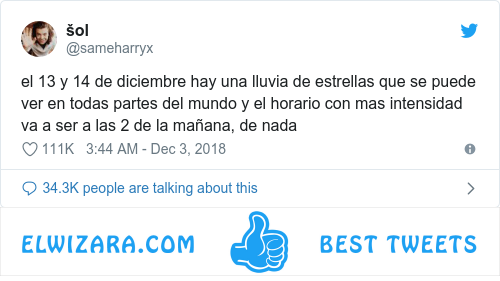 šol
@sameharryx
el 13 y 14 de diciembre hay una lluvia de estrellas que se puede
ver en todas partes del mundo y el horario con mas intensidad
va a ser a las 2 de la mañana, de nada
111K 3:44 AM - Dec 3, 2018
34.3K people are talking about this
ELWIZARA.COM BEST TWEETS